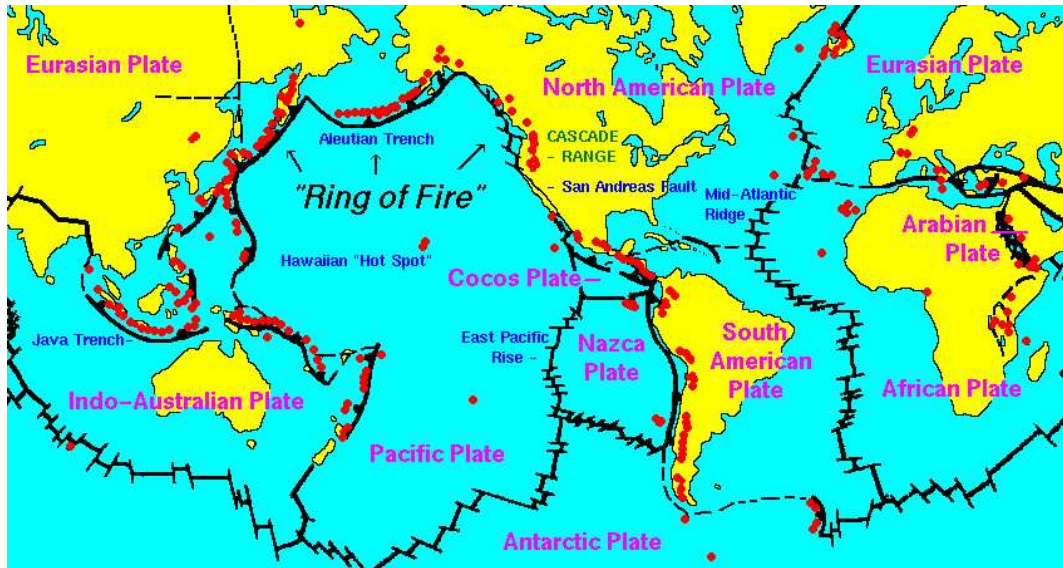 Eurasian Plate
North American Plate
Eurasian Plate
Aleutian Trench
CASCADE
- RANGE
"Ring of Fire"
- San Andreas Fault
Mid-Atlantic
Ridge
Arabian
Plate
Hawaiian "Hot Spot"
Cocos Plate-
Java Trench-
East Pacific
Rise -
Nazca
Plate
South
American
Plate
Indo-Australian Plate
African Plate
Pacific Plate
Antarctic Plate